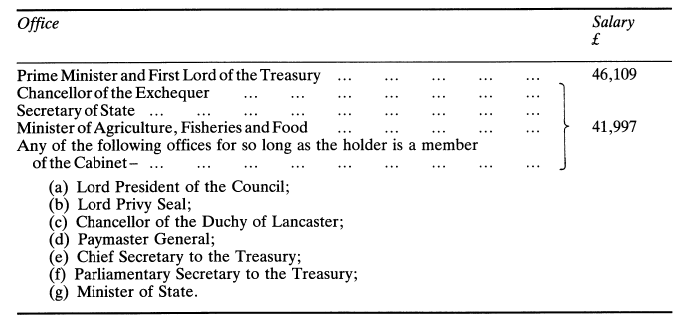 Office Salary
£
Prime Minister and First Lord of the Treasury ... ... ... ... ... 46,109
Chancellor of the Exchequer ... ... ... ... ... ...
Secretary of State ... ... ... ... ... ... ... ... ...
Minister of Agriculture, Fisheries and Food ... ... ... ... ... 41,997
Any of the following offices for so long as the holder is a member
of the Cabinet– ... ... ... ... ... ... ... ... ...
(a) Lord President of the Council;
(b) Lord Privy Seal;
(c) Chancellor of the Duchy of Lancaster;
(d) Paymaster General;
(e) Chief Secretary to the Treasury;
(f) Parliamentary Secretary to the Treasury;
(g) Minister of State.